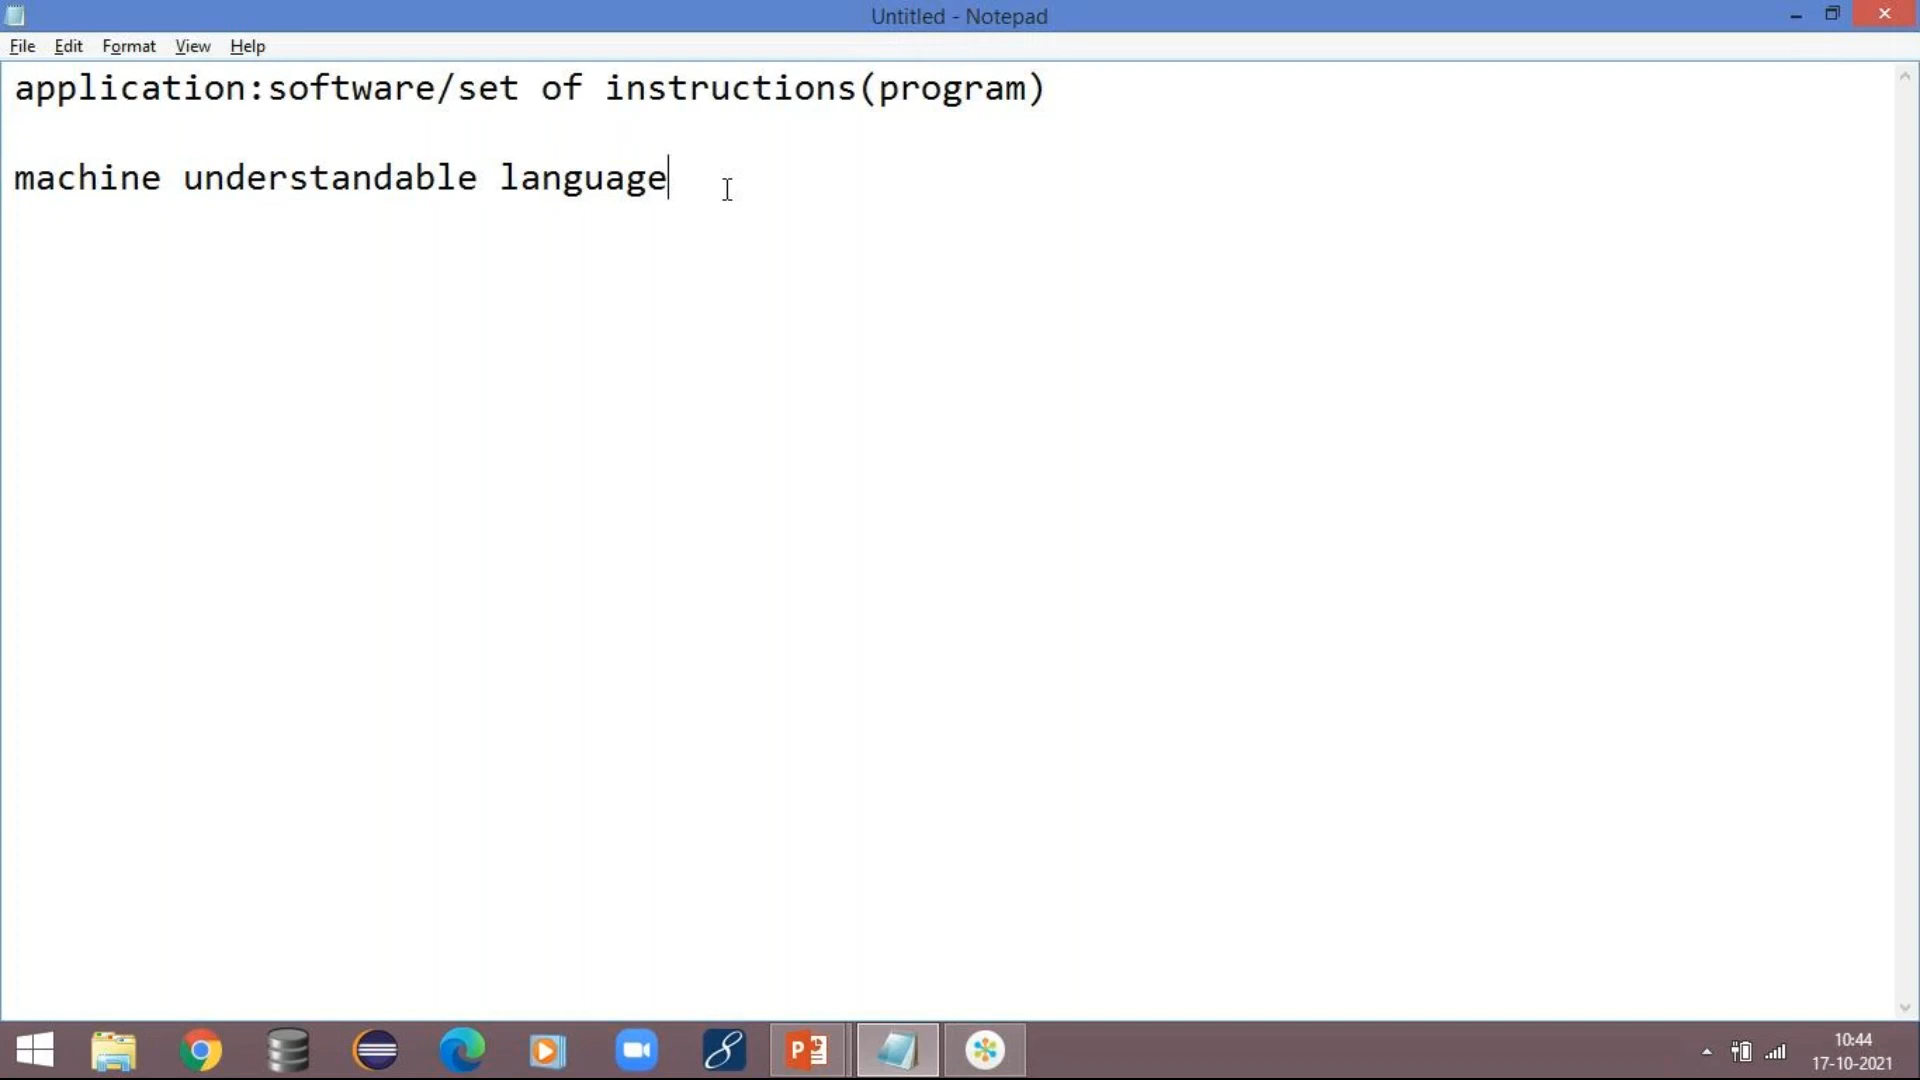 Untitled - Notepad
File Edit Format View Help
application:software/set of instructions(program)
machine understandable language
10:44
17-10-2021